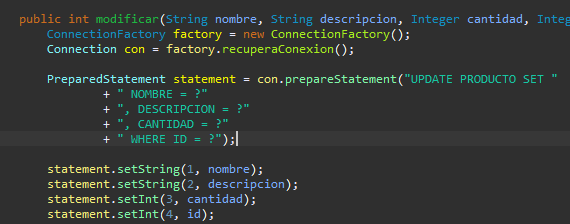 public int modificar(String nombre, String descripcion, Integer cantidad, Inte
ConnectionFactory factory = new ConnectionFactory();
Connection con = factory.recuperaConexion();
PreparedStatement statement = con.prepareStatement("UPDATE PRODUCTO SET "
+ " NOMBRE = ?"
+ ", DESCRIPCION = ?"
+ ", CANTIDAD = ?"
+ " WHERE ID = ?");
statement.setString(1, nombre);
statement.setString(2, descripcion);
statement.setInt(3, cantidad);
statement.setInt(4, id);